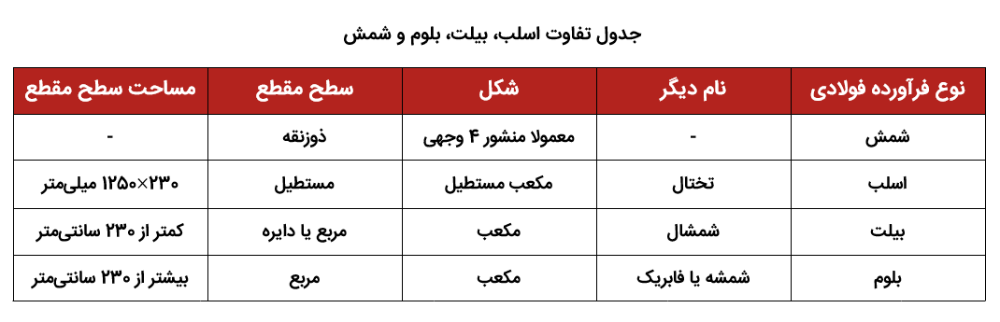 جدول تفاوت اسلب، بیلت، بلوم و شمش
نوع فرآورده فولادی نام دیگر شکل سطح مقطع مساحت سطح مقطع
شمش - معمولا منشور ۴ وجهی ذوزنقه -
اسلب تختال مکعب مستطیل مستطیل ۲۳۰×۱۲۵۰ میلی‌متر
بیلت شمشال مکعب مربع یا دایره کمتر از ۲۳۰ سانتی‌متر
بلوم شمشه یا فابریک مکعب مربع بیشتر از ۲۳۰ سانتی‌متر